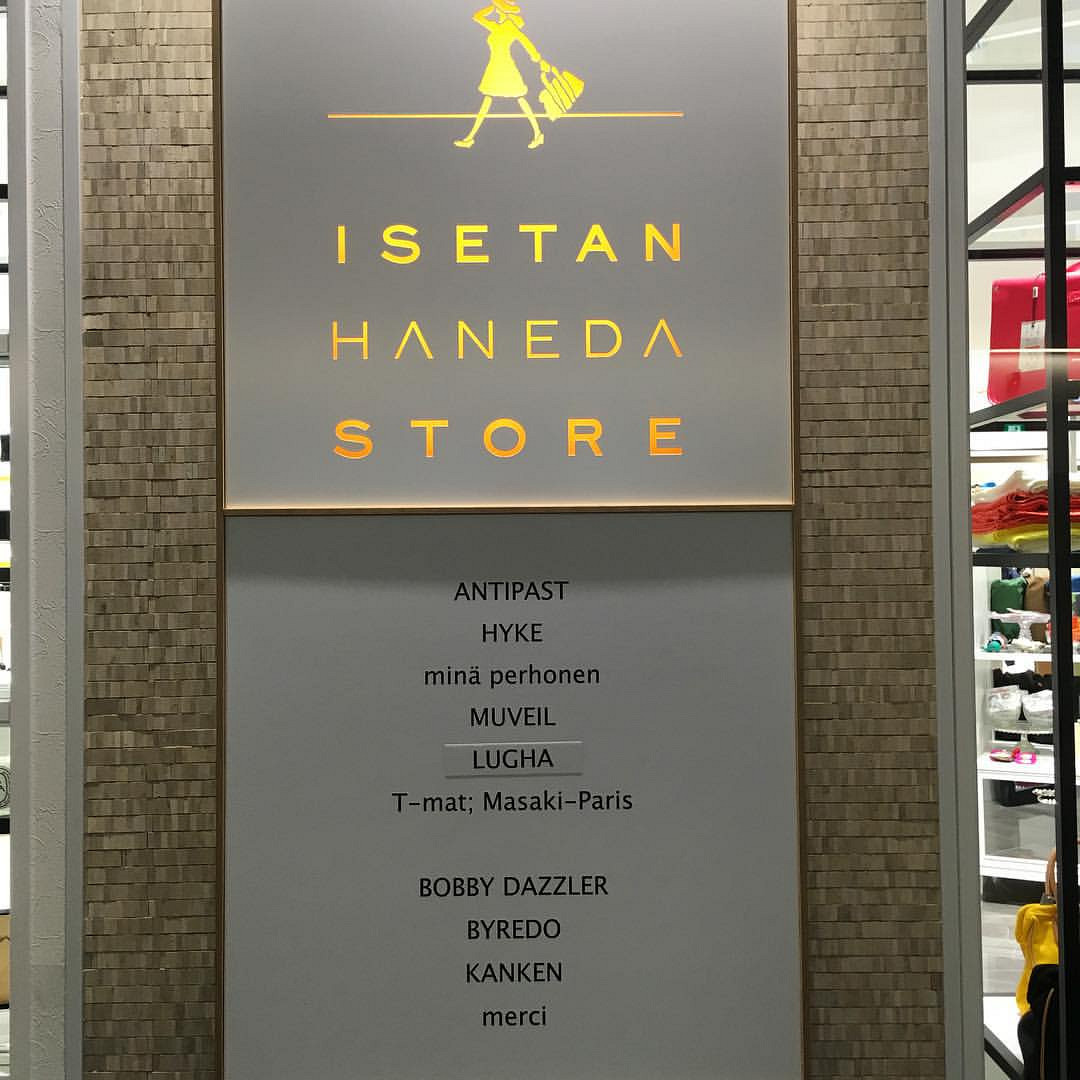 ISETAN
HANEDA
STORE
ANTIPAST
HYKE
minä perhonen
MUVEIL
LUGHA
T-mat; Masaki-Paris
BOBBY DAZZLER
BYREDO
KANKEN
merci